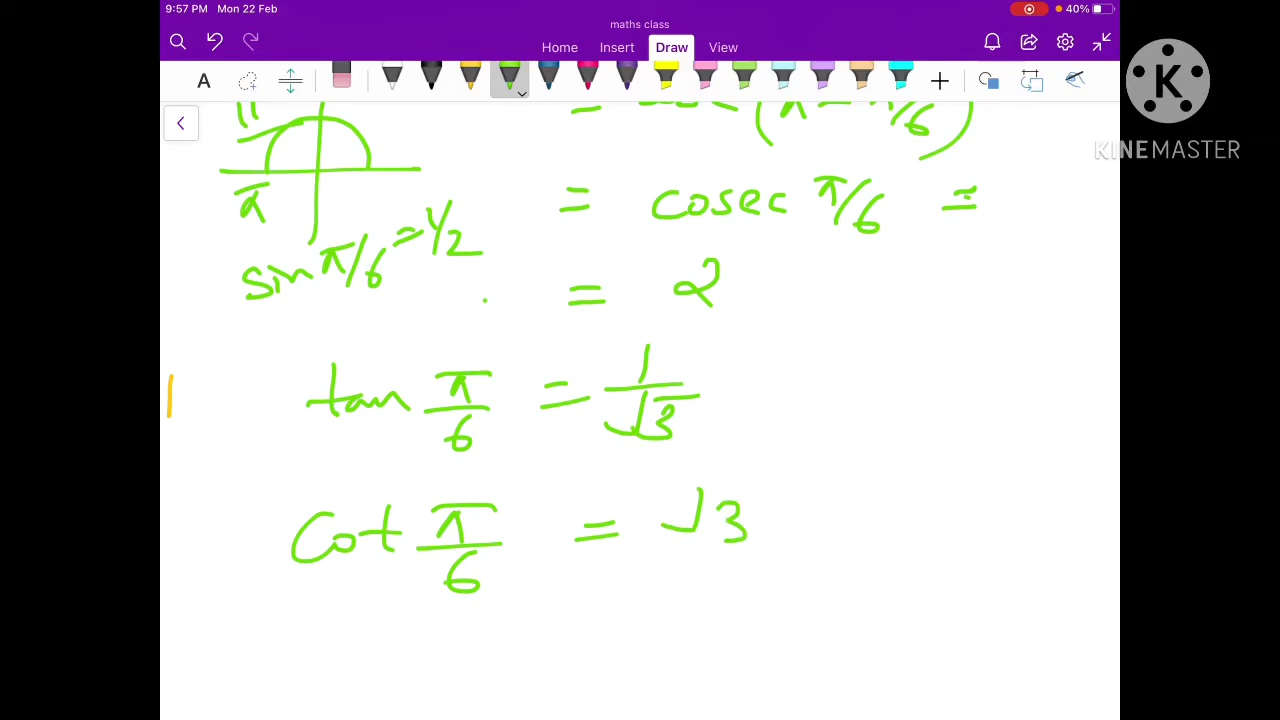 9:57 PM Mon 22 Feb
40%
maths class
Home Insert Draw View
A
K
KINEMASTER
π
= (π - π/6)
π
= cosec π/6 =
sin π/6 = 1/2
= 2
tan π/6 = 1/√3
cot π/6 = √3